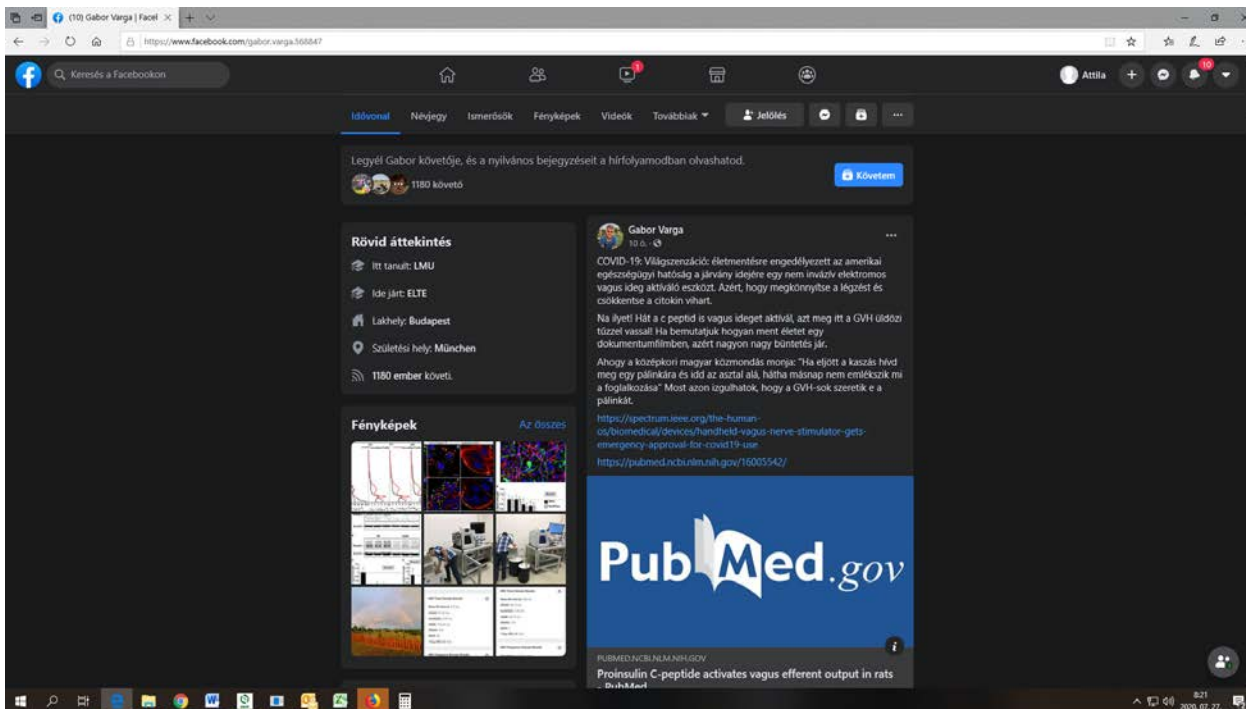 (10) Gabor Varga | Facel
https://www.facebook.com/gabor.varga.568847
Keresés a Facebookon
1
Attila
10
Idővonal Névjegy Ismerősök Fényképek Videók Továbbiak
Jelölés
Legyél Gabor követője, és a nyilvános bejegyzéseit a hírfolyamodban olvashatod.
1180 követő
Követem
Rövid áttekintés
Itt tanult: LMU
Ide járt: ELTE
Lakhely: Budapest
Születési hely: München
1180 ember követi.
Fényképek
Az összes
Gabor Varga
10 ó.
COVID-19: Világszenzáció: életmentésre engedélyezett az amerikai
egészségügyi hatóság a járvány idejére egy nem invázív elektromos
vagus ideg aktíváló eszközt. Azért, hogy megkönnyítse a légzést és
csökkentse a citokin vihart.
Na ilyet! Hát a c peptid is vagus ideget aktívál, azt meg itt a GVH üldözi
tűzzel vassal! Ha bemutatjuk hogyan ment életet egy
dokumentumfilmben, azért nagyon nagy büntetés jár.
Ahogy a középkori magyar közmondás monja: "Ha eljött a kaszás hívd
meg egy pálinkára és idd az asztal alá, hátha másnap nem emlékszik mi
a foglalkozása" Most azon izgulhatok, hogy a GVH-sok szeretik e a
pálinkát.
https://spectrum.ieee.org/the-human-
os/biomedical/devices/handheld-vagus-nerve-stimulator-gets-
emergency-approval-for-covid19-use
https://pubmed.ncbi.nlm.nih.gov/16005542/
PubMed.gov
PUBMED.NCBI.NLM.NIH.GOV
Proinsulin C-peptide activates vagus efferent output in rats
- PubMed
8:21
2020. 07. 27.